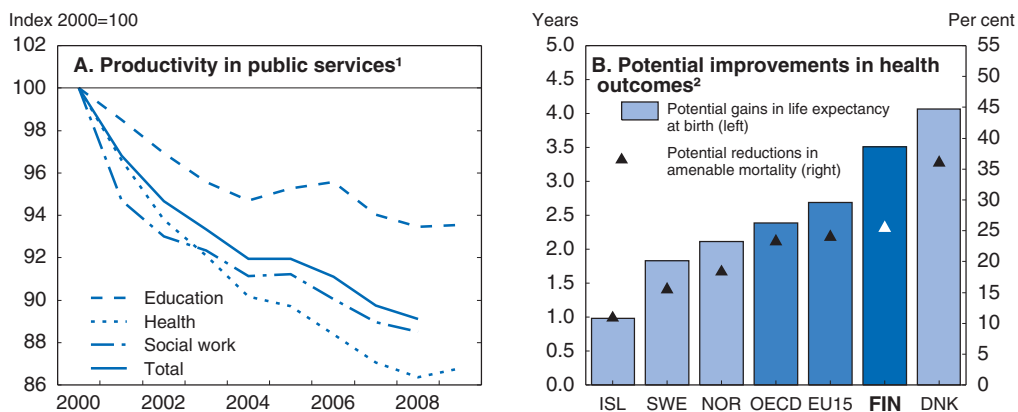 Index 2000=100
102
100
98
96
94
92
90
88
86
A. Productivity in public services¹
Education
Health
Social work
Total
2000 2002 2004 2006 2008
Years
Per cent
5.0
4.5
4.0
3.5
3.0
2.5
2.0
1.5
1.0
0.5
0.0
B. Potential improvements in health
outcomes²
Potential gains in life expectancy
at birth (left)
Potential reductions in
amenable mortality (right)
55
50
45
40
35
30
25
20
15
10
5
0
ISL SWE NOR OECD EU15 FIN DNK